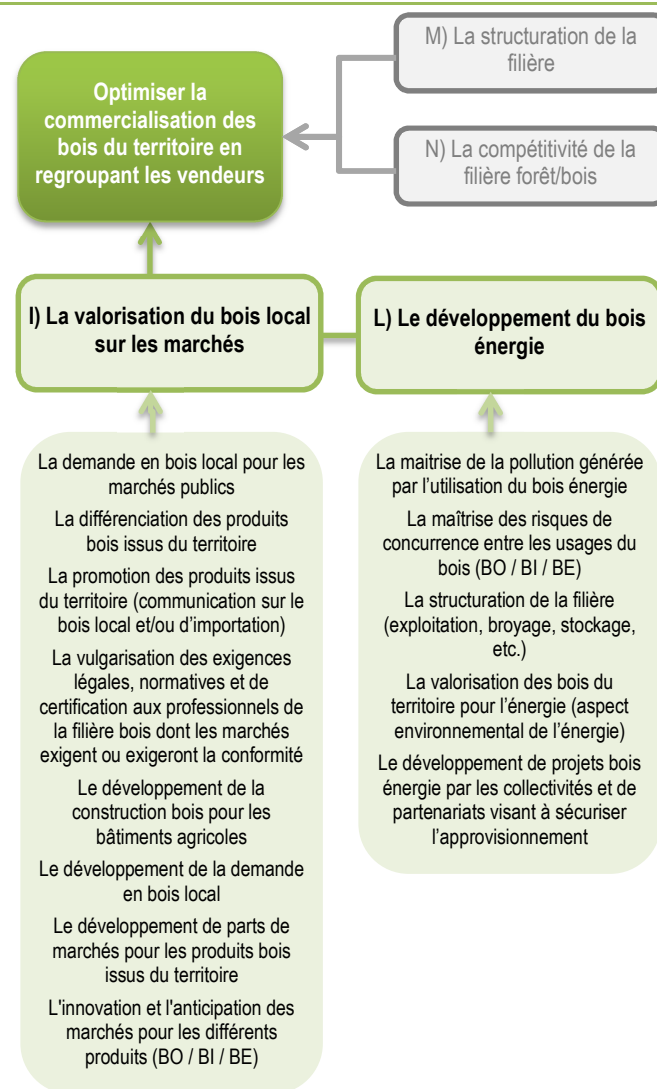 Optimiser la
commercialisation des
bois du territoire en
regroupant les vendeurs
M) La structuration de la
filière
N) La compétitivité de la
filière forêt/bois
I) La valorisation du bois local
sur les marchés
L) Le développement du bois
énergie
La demande en bois local pour les
marchés publics
La différenciation des produits
bois issus du territoire
La promotion des produits issus
du territoire (communication sur le
bois local et/ou d'importation)
La vulgarisation des exigences
légales, normatives et de
certification aux professionnels de
la filière bois dont les marchés
exigent ou exigeront la conformité
Le développement de la
construction bois pour les
bâtiments agricoles
Le développement de la demande
en bois local
Le développement de parts de
marchés pour les produits bois
issus du territoire
L'innovation et l'anticipation des
marchés pour les différents
produits (BO / BI / BE)
La maitrise de la pollution générée
par l'utilisation du bois énergie
La maîtrise des risques de
concurrence entre les usages du
bois (BO / BI / BE)
La structuration de la filière
(exploitation, broyage, stockage,
etc.)
La valorisation des bois du
territoire pour l'énergie (aspect
environnemental de l'énergie)
Le développement de projets bois
énergie par les collectivités et de
partenariats visant à sécuriser
l'approvisionnement